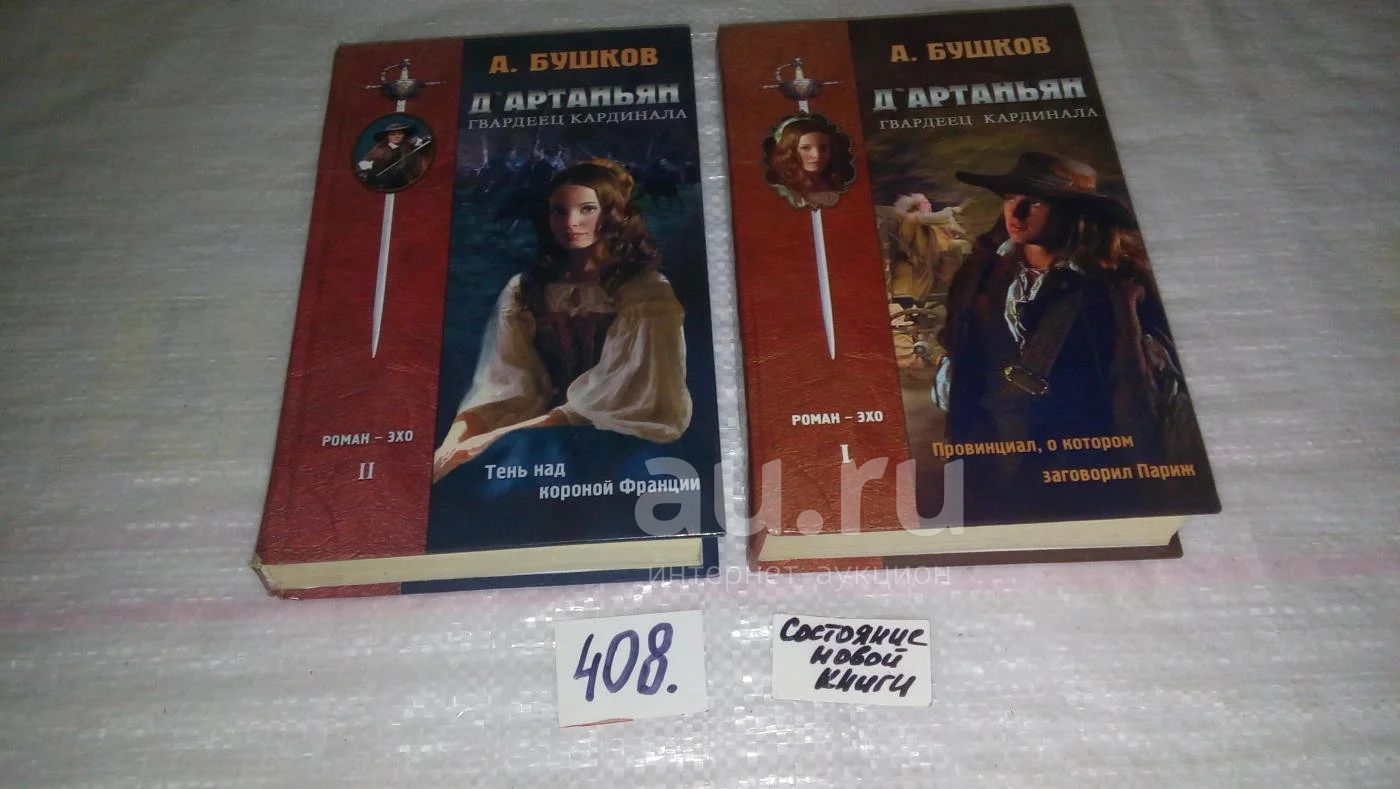 А. БУШКОВ
Д'АРТАНЬЯН
ГВАРДЕЕЦ КАРДИНАЛА
РОМАН – ЭХО
II
Тень над
короной Франции
А. БУШКОВ
Д'АРТАНЬЯН
ГВАРДЕЕЦ КАРДИНАЛА
РОМАН – ЭХО
I
Провинциал, о котором
заговорил Париж
au.ru
интернет-аукцион
408.
Состояние
новой
книги